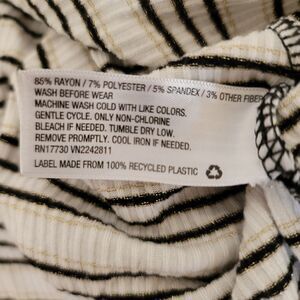 85% RAYON / 7% POLYESTER / 5% SPANDEX / 3% OTHER FIBER
WASH BEFORE WEAR
MACHINE WASH COLD WITH LIKE COLORS.
GENTLE CYCLE. ONLY NON-CHLORINE
BLEACH IF NEEDED. TUMBLE DRY LOW.
REMOVE PROMPTLY. COOL IRON IF NEEDED.
RN17730 VN2242811
LABEL MADE FROM 100% RECYCLED PLASTIC